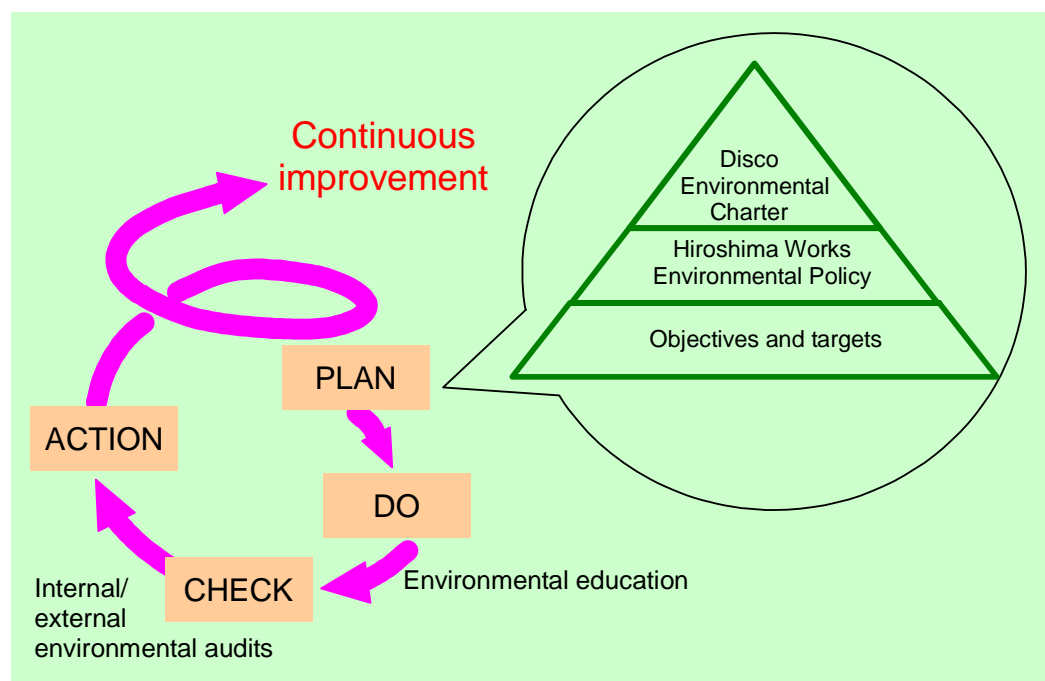 Continuous
improvement
Disco
Environmental
Charter
Hiroshima Works
Environmental Policy
Objectives and targets
PLAN
ACTION
DO
CHECK
Environmental education
Internal/
external
environmental audits